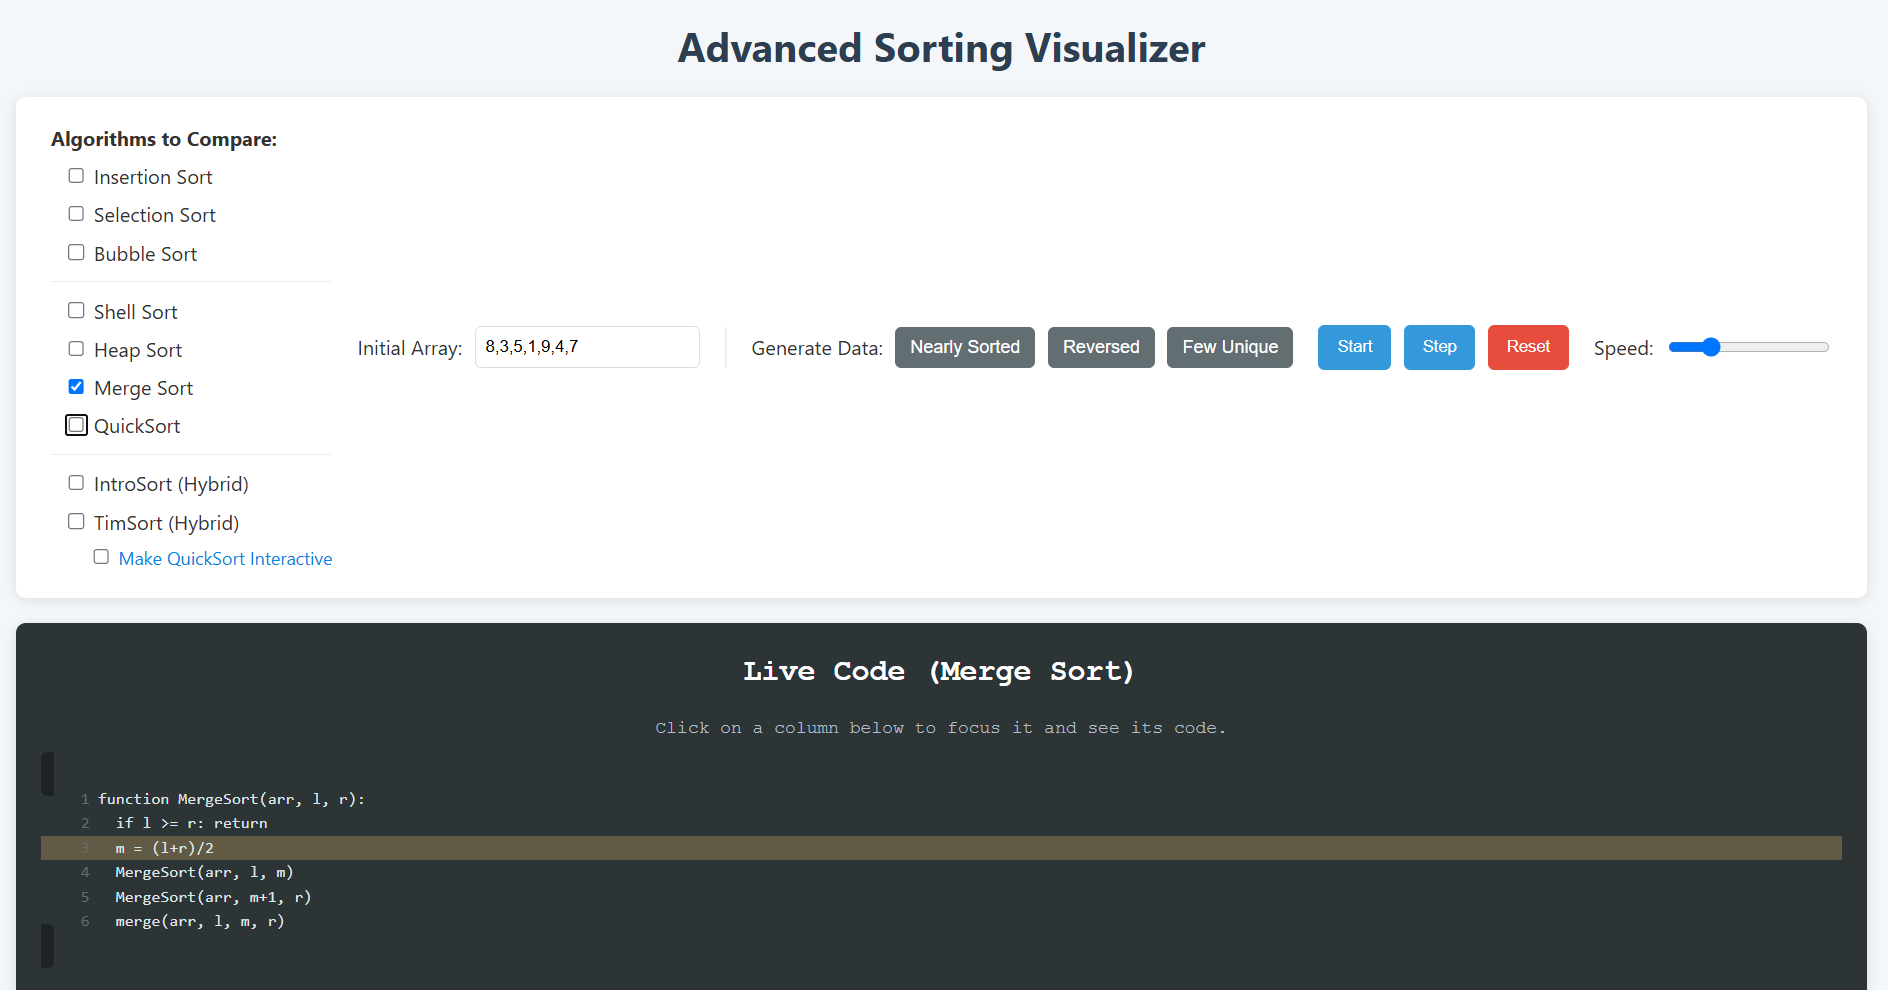 Advanced Sorting Visualizer
Algorithms to Compare:
Insertion Sort
Selection Sort
Bubble Sort
Shell Sort
Heap Sort
Merge Sort
QuickSort
IntroSort (Hybrid)
TimSort (Hybrid)
Make QuickSort Interactive
Initial Array: 8,3,5,1,9,4,7 Generate Data: Nearly Sorted Reversed Few Unique Start Step Reset Speed:
Live Code (Merge Sort)
Click on a column below to focus it and see its code.
1 function MergeSort(arr, l, r):
2   if l >= r: return
3   m = (l+r)/2
4   MergeSort(arr, l, m)
5   MergeSort(arr, m+1, r)
6   merge(arr, l, m, r)